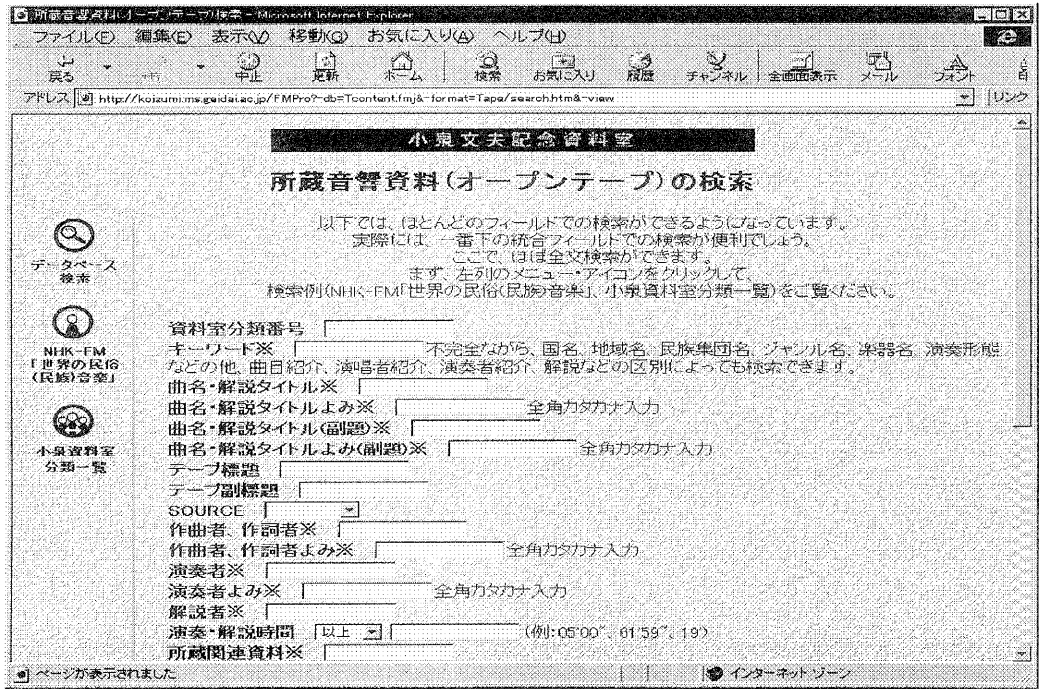 所蔵音響資料(オープンテープ)検索 - Microsoft Internet Explorer
ファイル(F) 編集(E) 表示(V) 移動(G) お気に入り(A) ヘルプ(H)
戻る 中止 更新 ホーム 検索 お気に入り 履歴 チャンネル 全画面表示 メール フォント
アドレス http://koizumi.ms.geidai.ac.jp/FMPro?-db=Tcontent.fmj&-format=Tape/search.htm&-view リンク
小泉文夫記念資料室
所蔵音響資料(オープンテープ)の検索
以下では、ほとんどのフィールドでの検索ができるようになっています。
実際には、一番下の統合フィールドでの検索が便利でしょう。
ここで、ほぼ全文検索ができます。
まず、左列のメニュー・アイコンをクリックして、
検索例(NHK-FM「世界の民俗(民族)音楽」、小泉資料室分類一覧)をご覧ください。
データベース
検索
NHK-FM
「世界の民俗
(民族)音楽」
小泉資料室
分類一覧
資料室分類番号
キーワード※ 不完全ながら、国名、地域名、民族集団名、ジャンル名、楽器名、演奏形態
などの他、曲目紹介、演唱者紹介、演奏者紹介、解説などの区別によっても検索できます。
曲名・解説タイトル※
曲名・解説タイトルよみ※ 全角カタカナ入力
曲名・解説タイトル(副題)※
曲名・解説タイトルよみ(副題)※ 全角カタカナ入力
テープ標題
テープ副標題
SOURCE
作曲者、作詞者※
作曲者、作詞者よみ※ 全角カタカナ入力
演奏者※
演奏者よみ※ 全角カタカナ入力
解説者※
演奏・解説時間 以上 (例:05'00"、61'59"、19')
所蔵関連資料※
ページが表示されました インターネット ゾーン